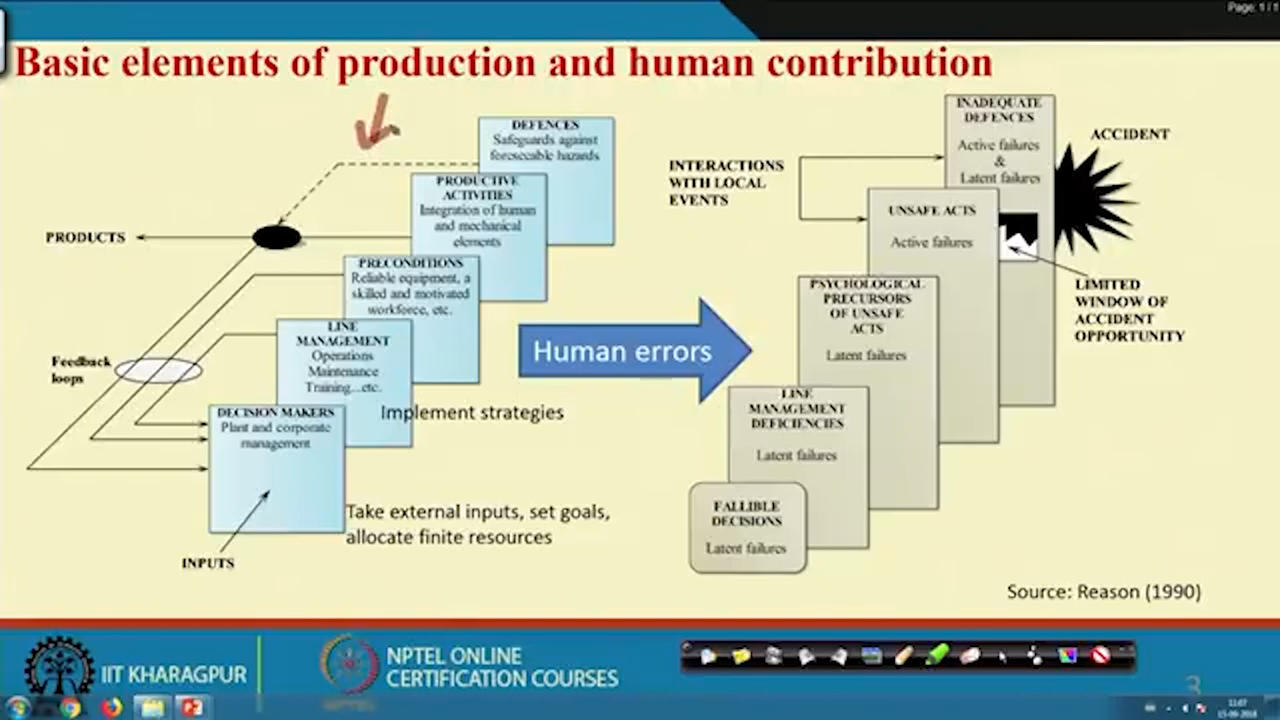 Page: 1 / 1
Basic elements of production and human contribution
DEFENCES
Safeguards against
foreseeable hazards
PRODUCTIVE
ACTIVITIES
Integration of human
and mechanical
elements
PRODUCTS
PRECONDITIONS
Reliable equipment, a
skilled and motivated
workforce, etc.
LINE
MANAGEMENT
Operations
Maintenance
Training...etc.
Feedback
loops
Implement strategies
DECISION MAKERS
Plant and corporate
management
Take external inputs, set goals,
allocate finite resources
INPUTS
Human errors
INADEQUATE
DEFENCES
Active failures
&
Latent failures
ACCIDENT
INTERACTIONS
WITH LOCAL
EVENTS
UNSAFE ACTS
Active failures
LIMITED
WINDOW OF
ACCIDENT
OPPORTUNITY
PSYCHOLOGICAL
PRECURSORS
OF UNSAFE
ACTS
Latent failures
LINE
MANAGEMENT
DEFICIENCIES
Latent failures
FALLIBLE
DECISIONS
Latent failures
Source: Reason (1990)
IIT KHARAGPUR
NPTEL ONLINE
CERTIFICATION COURSES
3